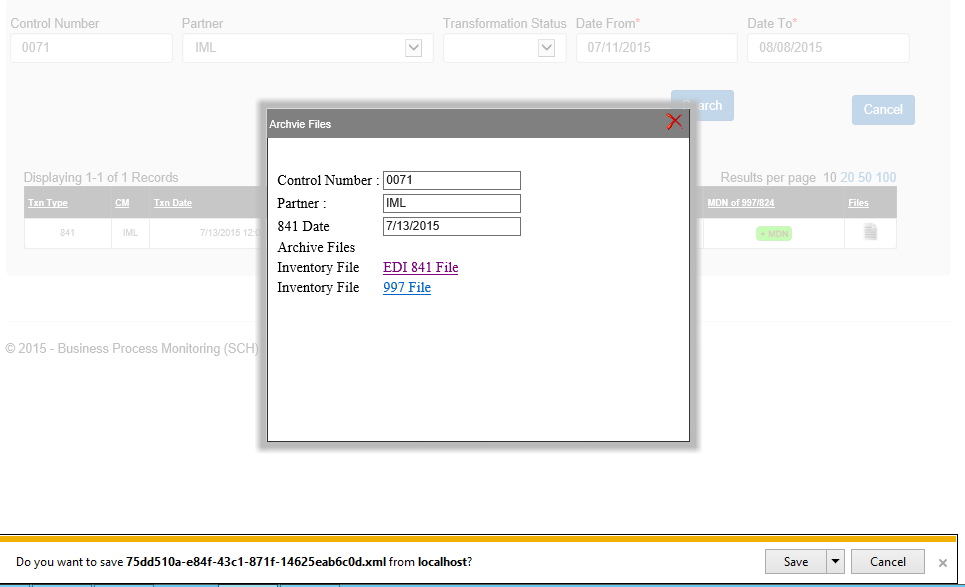 Control Number Partner Transformation Status Date From* Date To*
0071 IML 07/11/2015 08/08/2015
arch Cancel
Archvie Files
Control Number : 0071
Partner : IML
841 Date 7/13/2015
Archive Files
Inventory File EDI 841 File
Inventory File 997 File
Displaying 1-1 of 1 Records Results per page 10 20 50 100
Txn Type CM Txn Date MDN of 997/824 Files
841 IML 7/13/2015 12:0 + MDN
© 2015 - Business Process Monitoring (SCH)
Do you want to save 75dd510a-e84f-43c1-871f-14625eab6c0d.xml from localhost? Save Cancel